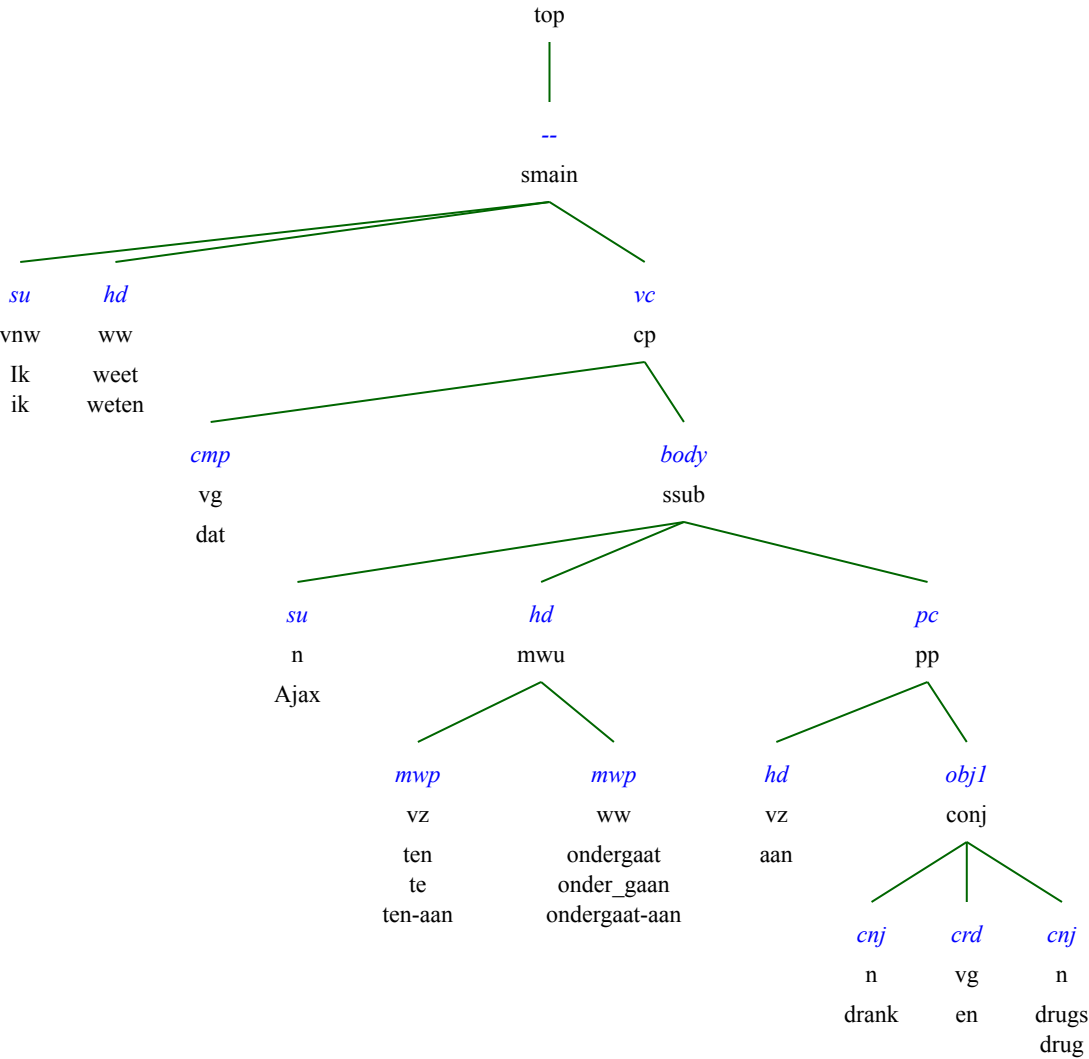 top
--
smain
su hd vc
vnw ww cp
Ik weet
ik weten
cmp body
vg ssub
dat
su hd pc
n mwu pp
Ajax
mwp mwp hd obj1
vz ww vz conj
ten ondergaat aan
te onder_gaan
ten-aan ondergaat-aan
cnj crd cnj
n vg n
drank en drugs
drug